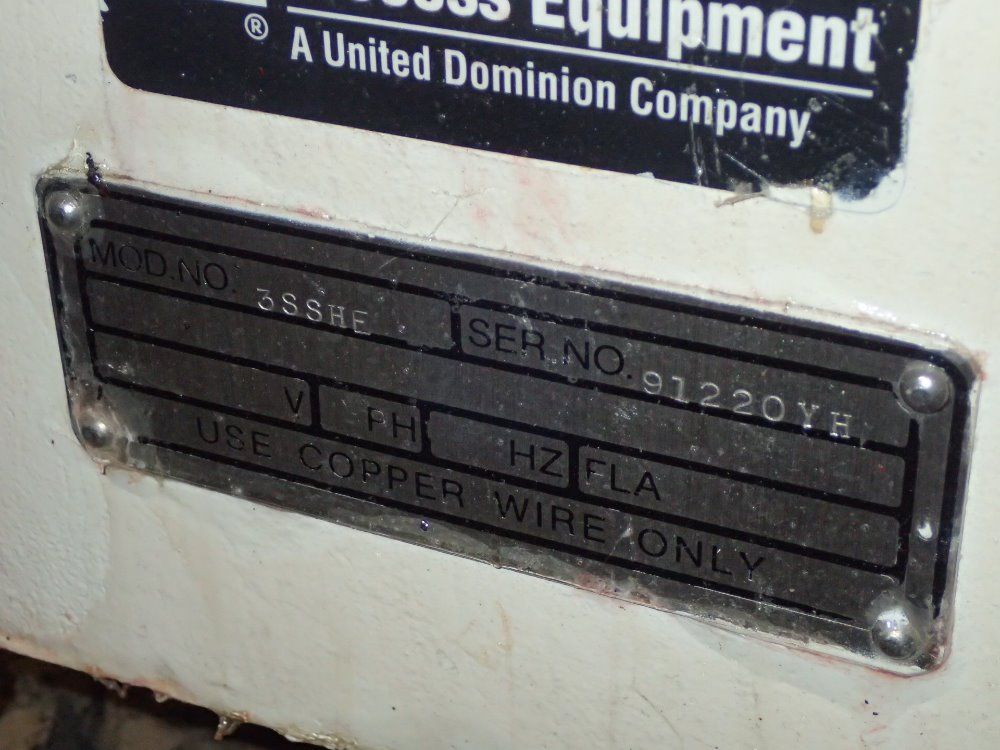 Equipment
® A United Dominion Company
MOD.NO. 3SSHE SER.NO. 91220YH
V PH HZ FLA
USE COPPER WIRE ONLY